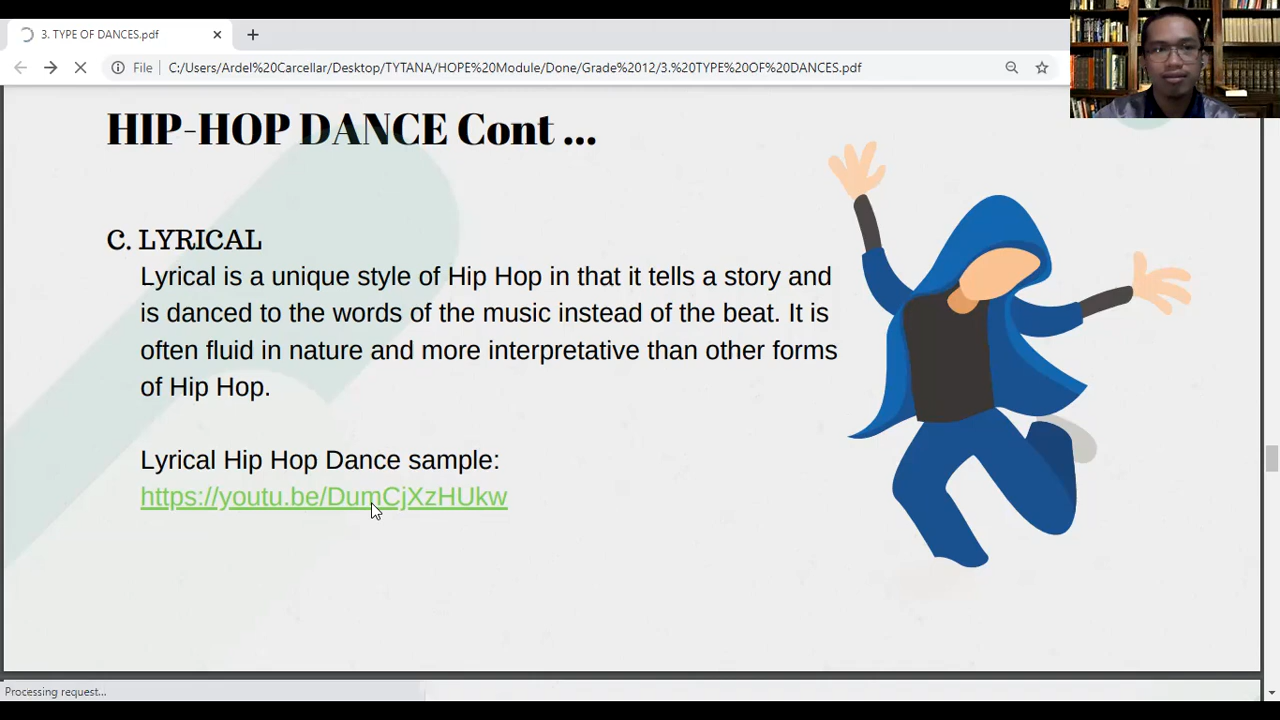 3. TYPE OF DANCES.pdf
File
C:/Users/Ardel%20Carcellar/Desktop/TYTANA/HOPE%20Module/Done/Grade%2012/3.%20TYPE%20OF%20DANCES.pdf
HIP-HOP DANCE Cont ...
C. LYRICAL
Lyrical is a unique style of Hip Hop in that it tells a story and
is danced to the words of the music instead of the beat. It is
often fluid in nature and more interpretative than other forms
of Hip Hop.
Lyrical Hip Hop Dance sample:
https://youtu.be/DumCjXzHUkw
Processing request...